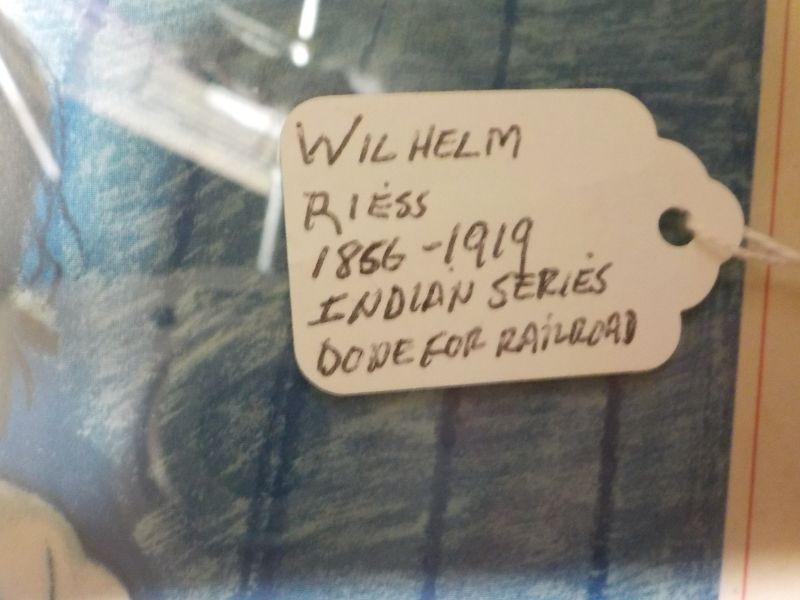 WILHELM
RIESS
1866-1919
INDIAN SERIES
DONE FOR RAILROAD